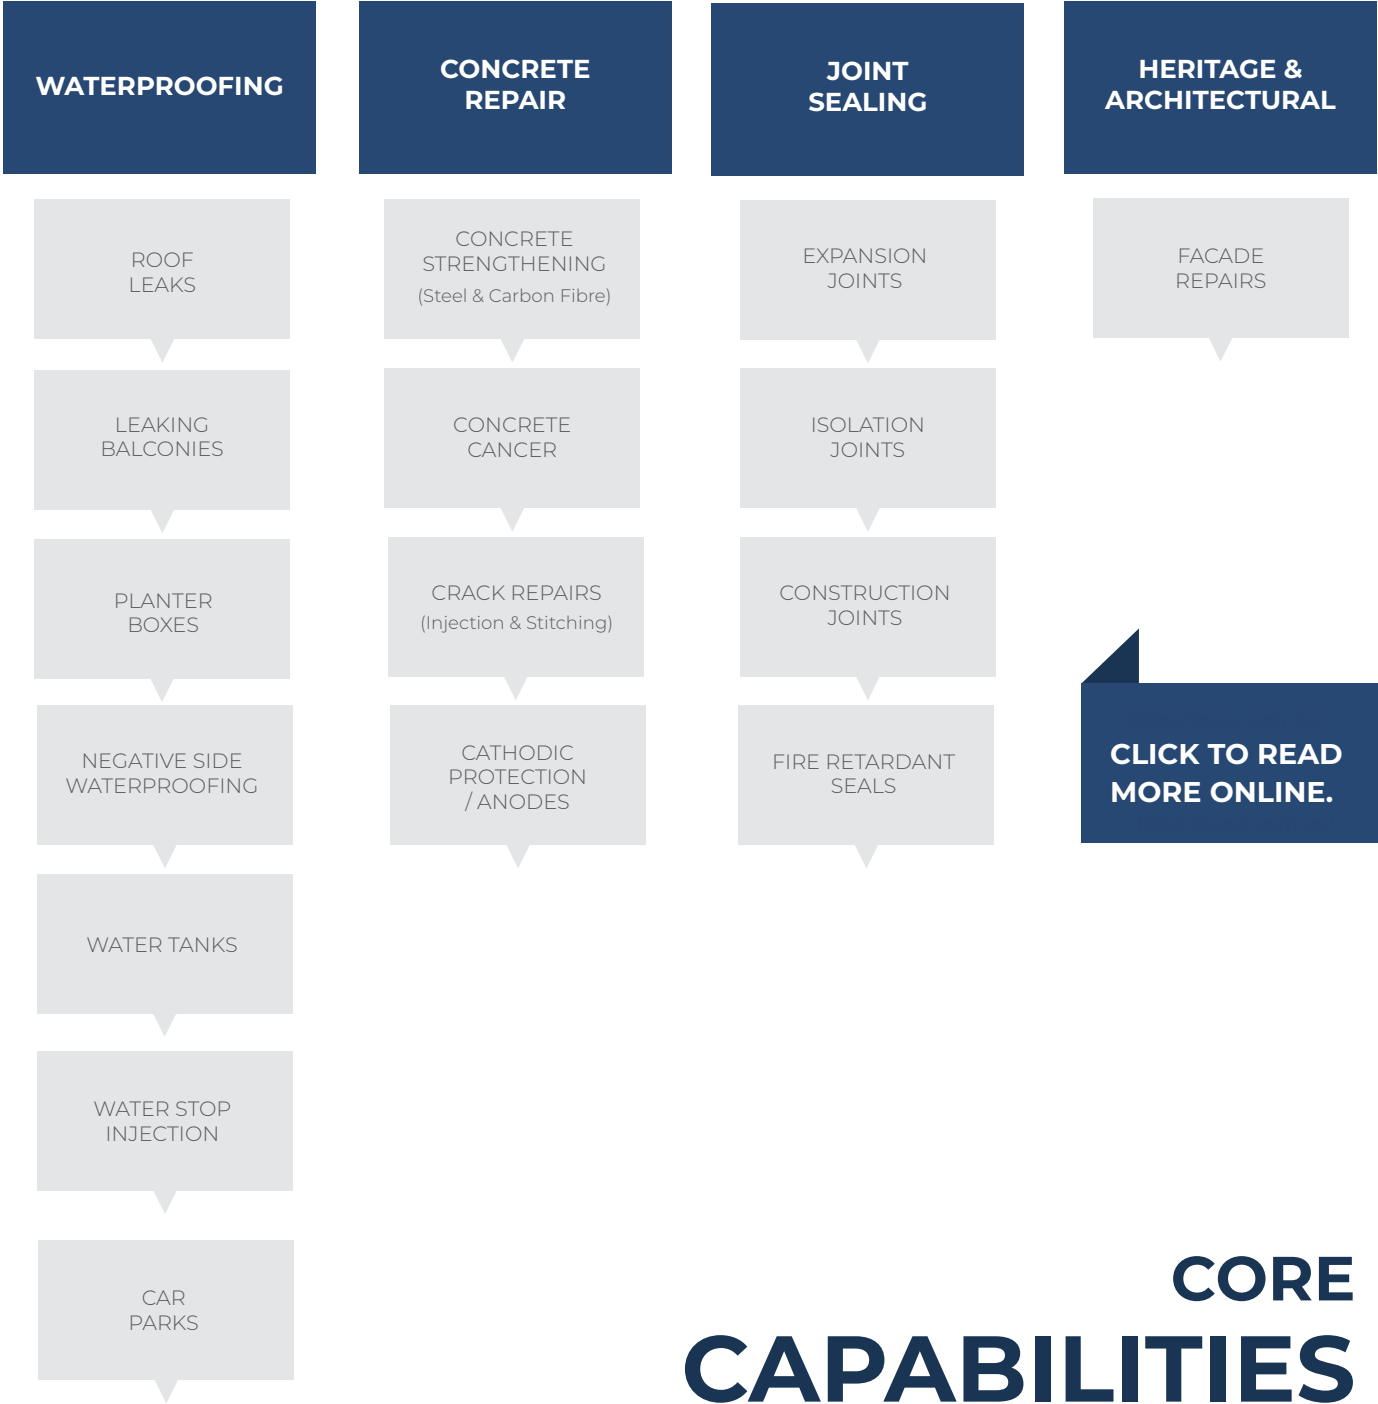 WATERPROOFING
ROOF
LEAKS
LEAKING
BALCONIES
PLANTER
BOXES
NEGATIVE SIDE
WATERPROOFING
WATER TANKS
WATER STOP
INJECTION
CAR
PARKS
CONCRETE
REPAIR
CONCRETE
STRENGTHENING
(Steel & Carbon Fibre)
CONCRETE
CANCER
CRACK REPAIRS
(Injection & Stitching)
CATHODIC
PROTECTION
/ ANODES
JOINT
SEALING
EXPANSION
JOINTS
ISOLATION
JOINTS
CONSTRUCTION
JOINTS
FIRE RETARDANT
SEALS
HERITAGE &
ARCHITECTURAL
FACADE
REPAIRS
CLICK TO READ
MORE ONLINE.
CORE
CAPABILITIES